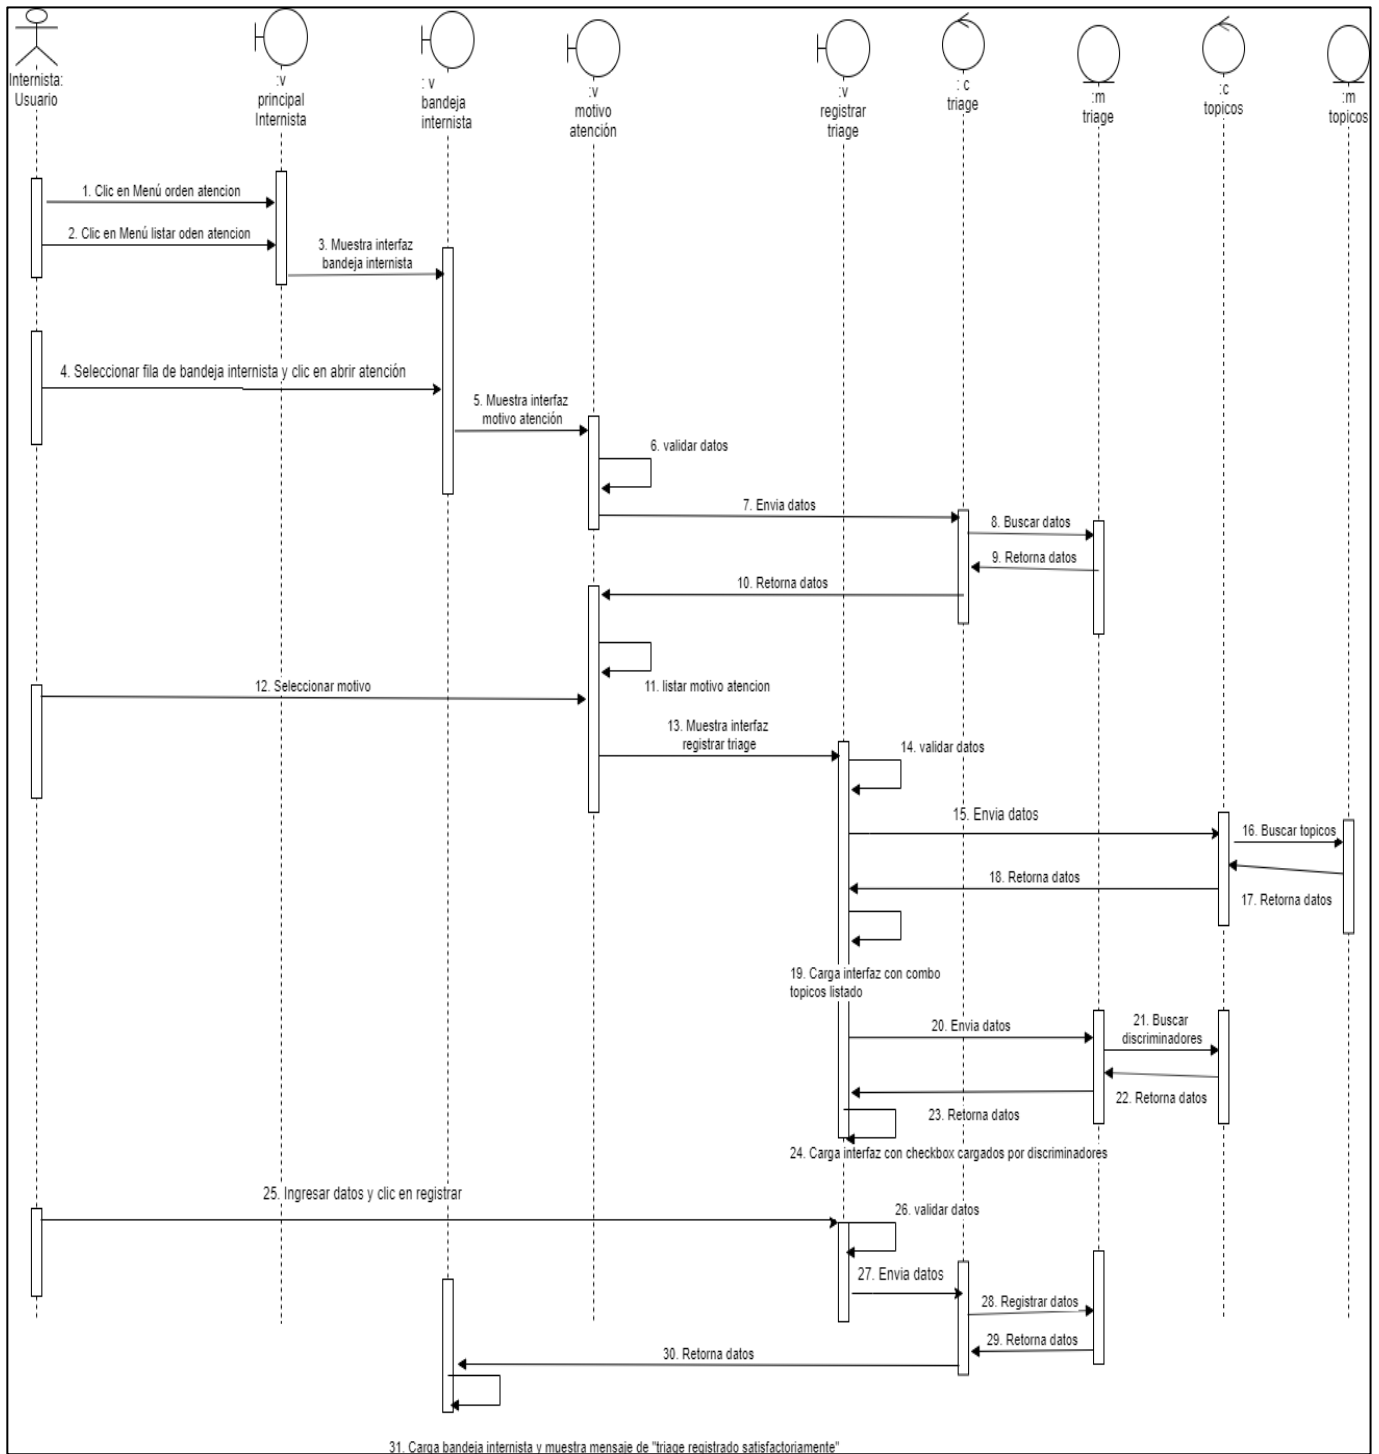 Internista:
Usuario
:v
principal
Internista
: v
bandeja
internista
:v
motivo
atención
:v
registrar
triage
: c
triage
:m
triage
:c
topicos
:m
topicos
1. Clic en Menú orden atencion
2. Clic en Menú listar oden atencion
3. Muestra interfaz
bandeja internista
4. Seleccionar fila de bandeja internista y clic en abrir atención
5. Muestra interfaz
motivo atención
6. validar datos
7. Envia datos
8. Buscar datos
9. Retorna datos
10. Retorna datos
11. listar motivo atencion
12. Seleccionar motivo
13. Muestra interfaz
registrar triage
14. validar datos
15. Envia datos
16. Buscar topicos
17. Retorna datos
18. Retorna datos
19. Carga interfaz con combo
topicos listado
20. Envia datos
21. Buscar
discriminadores
22. Retorna datos
23. Retorna datos
24. Carga interfaz con checkbox cargados por discriminadores
25. Ingresar datos y clic en registrar
26. validar datos
27. Envia datos
28. Registrar datos
29. Retorna datos
30. Retorna datos
31. Carga bandeja internista y muestra mensaje de "triage registrado satisfactoriamente"